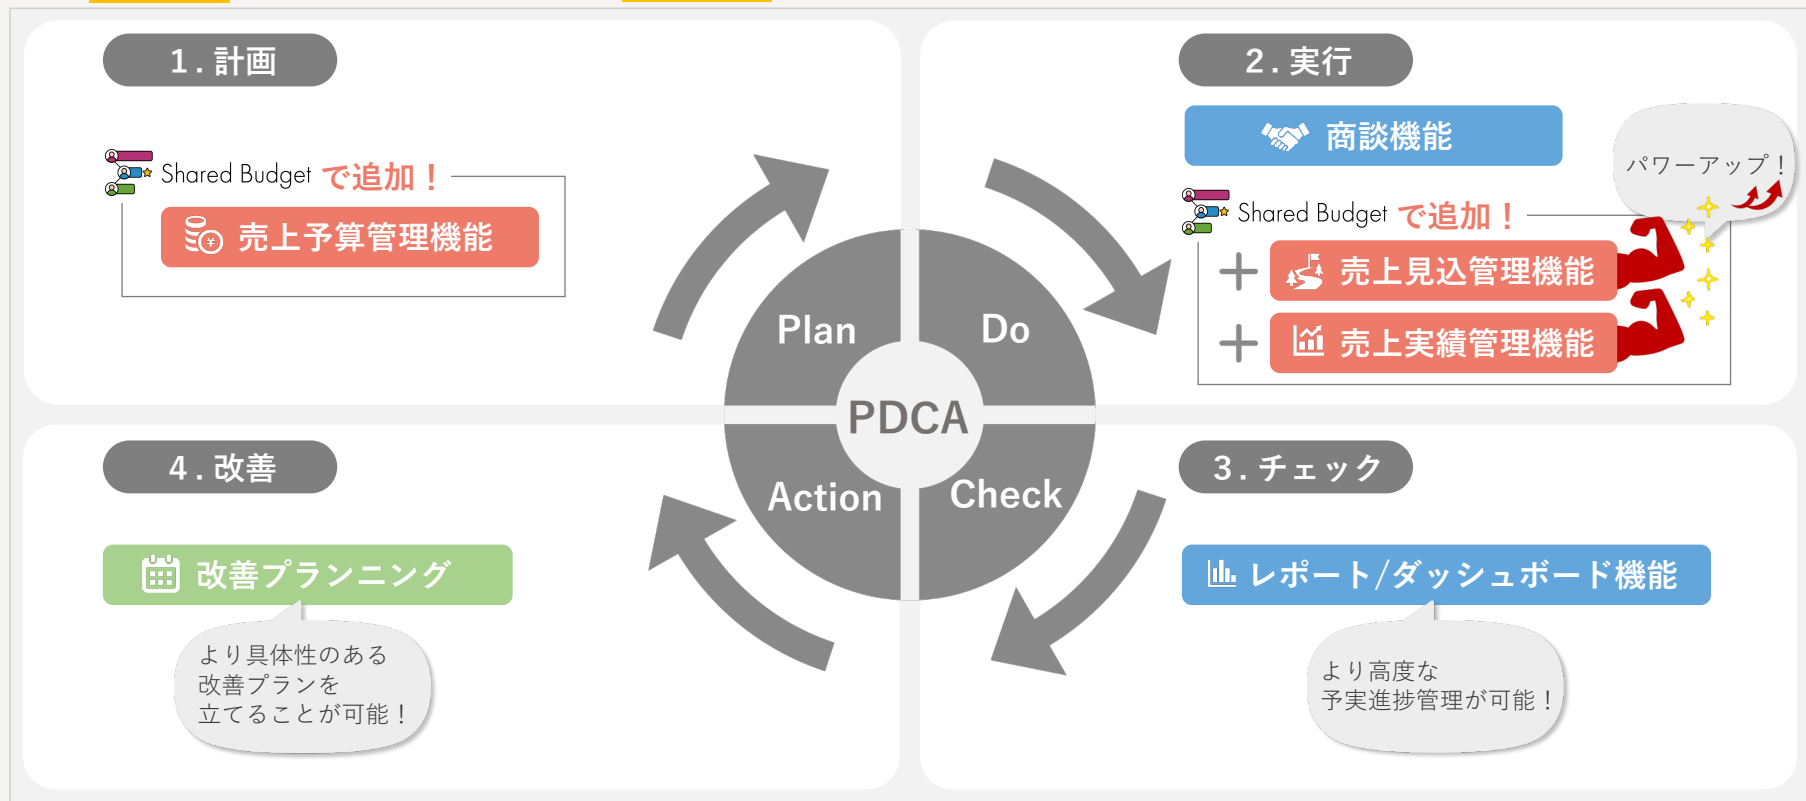 1.計画
Shared Budget で追加！
売上予算管理機能
2.実行
商談機能
パワーアップ！
Shared Budget で追加！
＋ 売上見込管理機能
＋ 売上実績管理機能
Plan
Do
PDCA
Action
Check
4.改善
改善プランニング
より具体性のある
改善プランを
立てることが可能！
3.チェック
レポート/ダッシュボード機能
より高度な
予実進捗管理が可能！